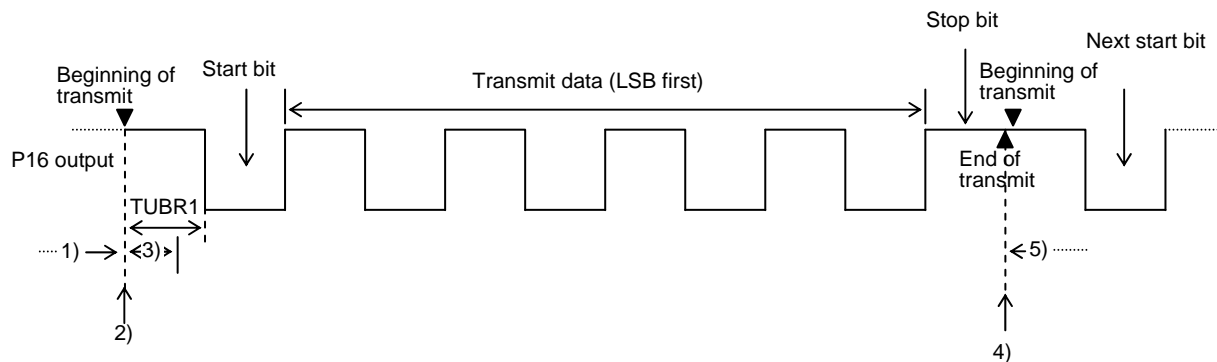 Stop bit
Next start bit
Beginning of
transmit
Start bit
Transmit data (LSB first)
Beginning of
transmit
P16 output
End of
transmit
TUBR1
1)
3)
5)
2)
4)